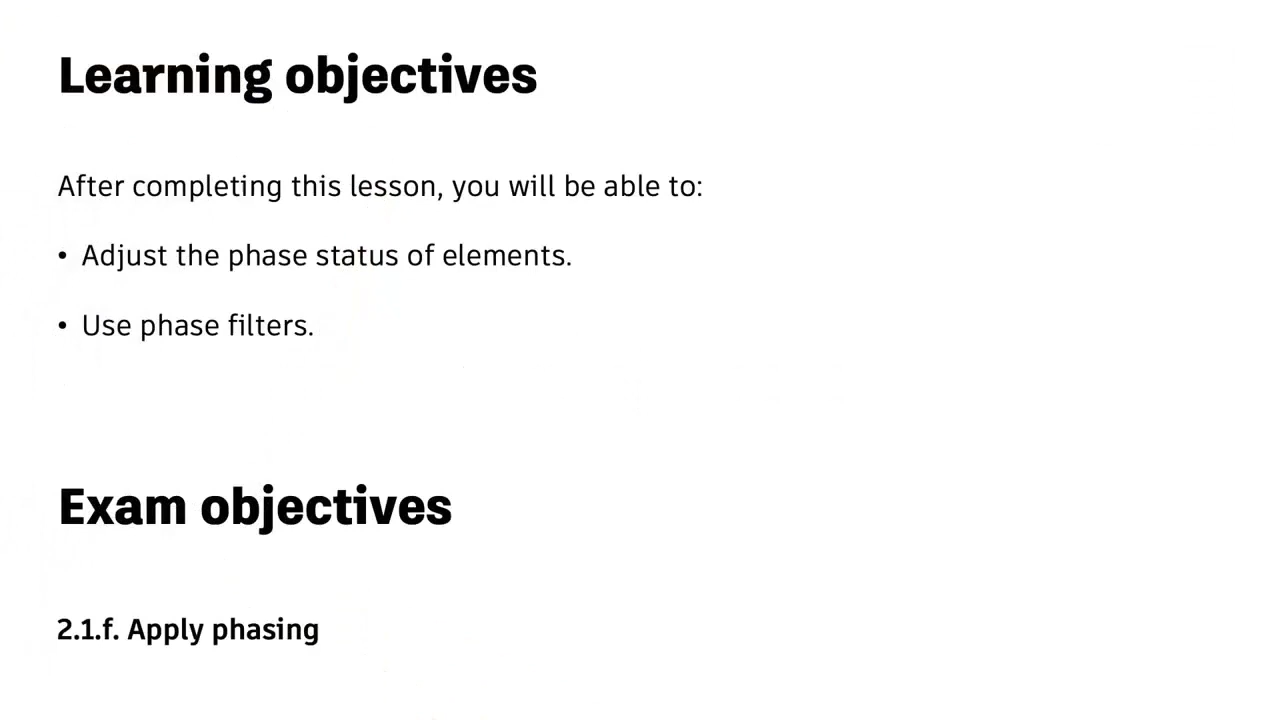 Learning objectives
After completing this lesson, you will be able to:
• Adjust the phase status of elements.
• Use phase filters.
Exam objectives
2.1.f. Apply phasing